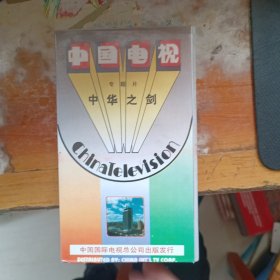 中国电视
专题片
中华之剑
ChinaTelevision
中国国际电视总公司出版发行
DISTRIBUTED BY: CHINA INT'L TV CORP.